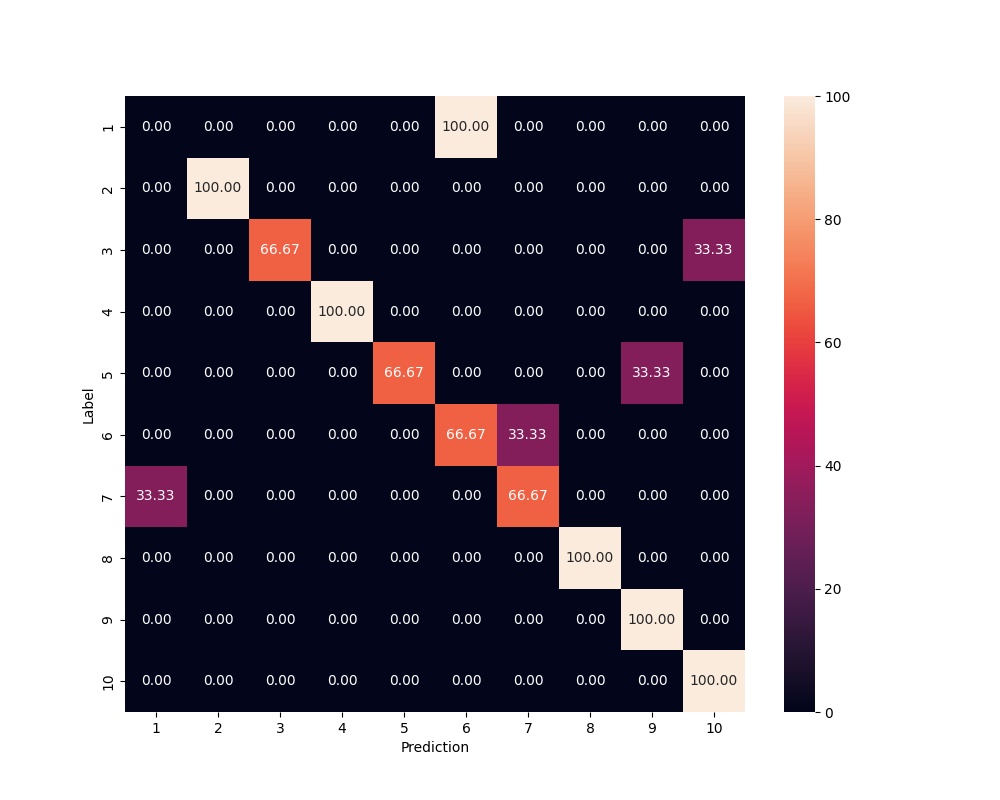 1 0.00 0.00 0.00 0.00 0.00 100.00 0.00 0.00 0.00 0.00
2 0.00 100.00 0.00 0.00 0.00 0.00 0.00 0.00 0.00 0.00
3 0.00 0.00 66.67 0.00 0.00 0.00 0.00 0.00 0.00 33.33
4 0.00 0.00 0.00 100.00 0.00 0.00 0.00 0.00 0.00 0.00
5 0.00 0.00 0.00 0.00 66.67 0.00 0.00 0.00 33.33 0.00
6 0.00 0.00 0.00 0.00 0.00 66.67 33.33 0.00 0.00 0.00
7 33.33 0.00 0.00 0.00 0.00 0.00 66.67 0.00 0.00 0.00
8 0.00 0.00 0.00 0.00 0.00 0.00 0.00 100.00 0.00 0.00
9 0.00 0.00 0.00 0.00 0.00 0.00 0.00 0.00 100.00 0.00
10 0.00 0.00 0.00 0.00 0.00 0.00 0.00 0.00 0.00 100.00
1 2 3 4 5 6 7 8 9 10
Prediction
Label
100
80
60
40
20
0